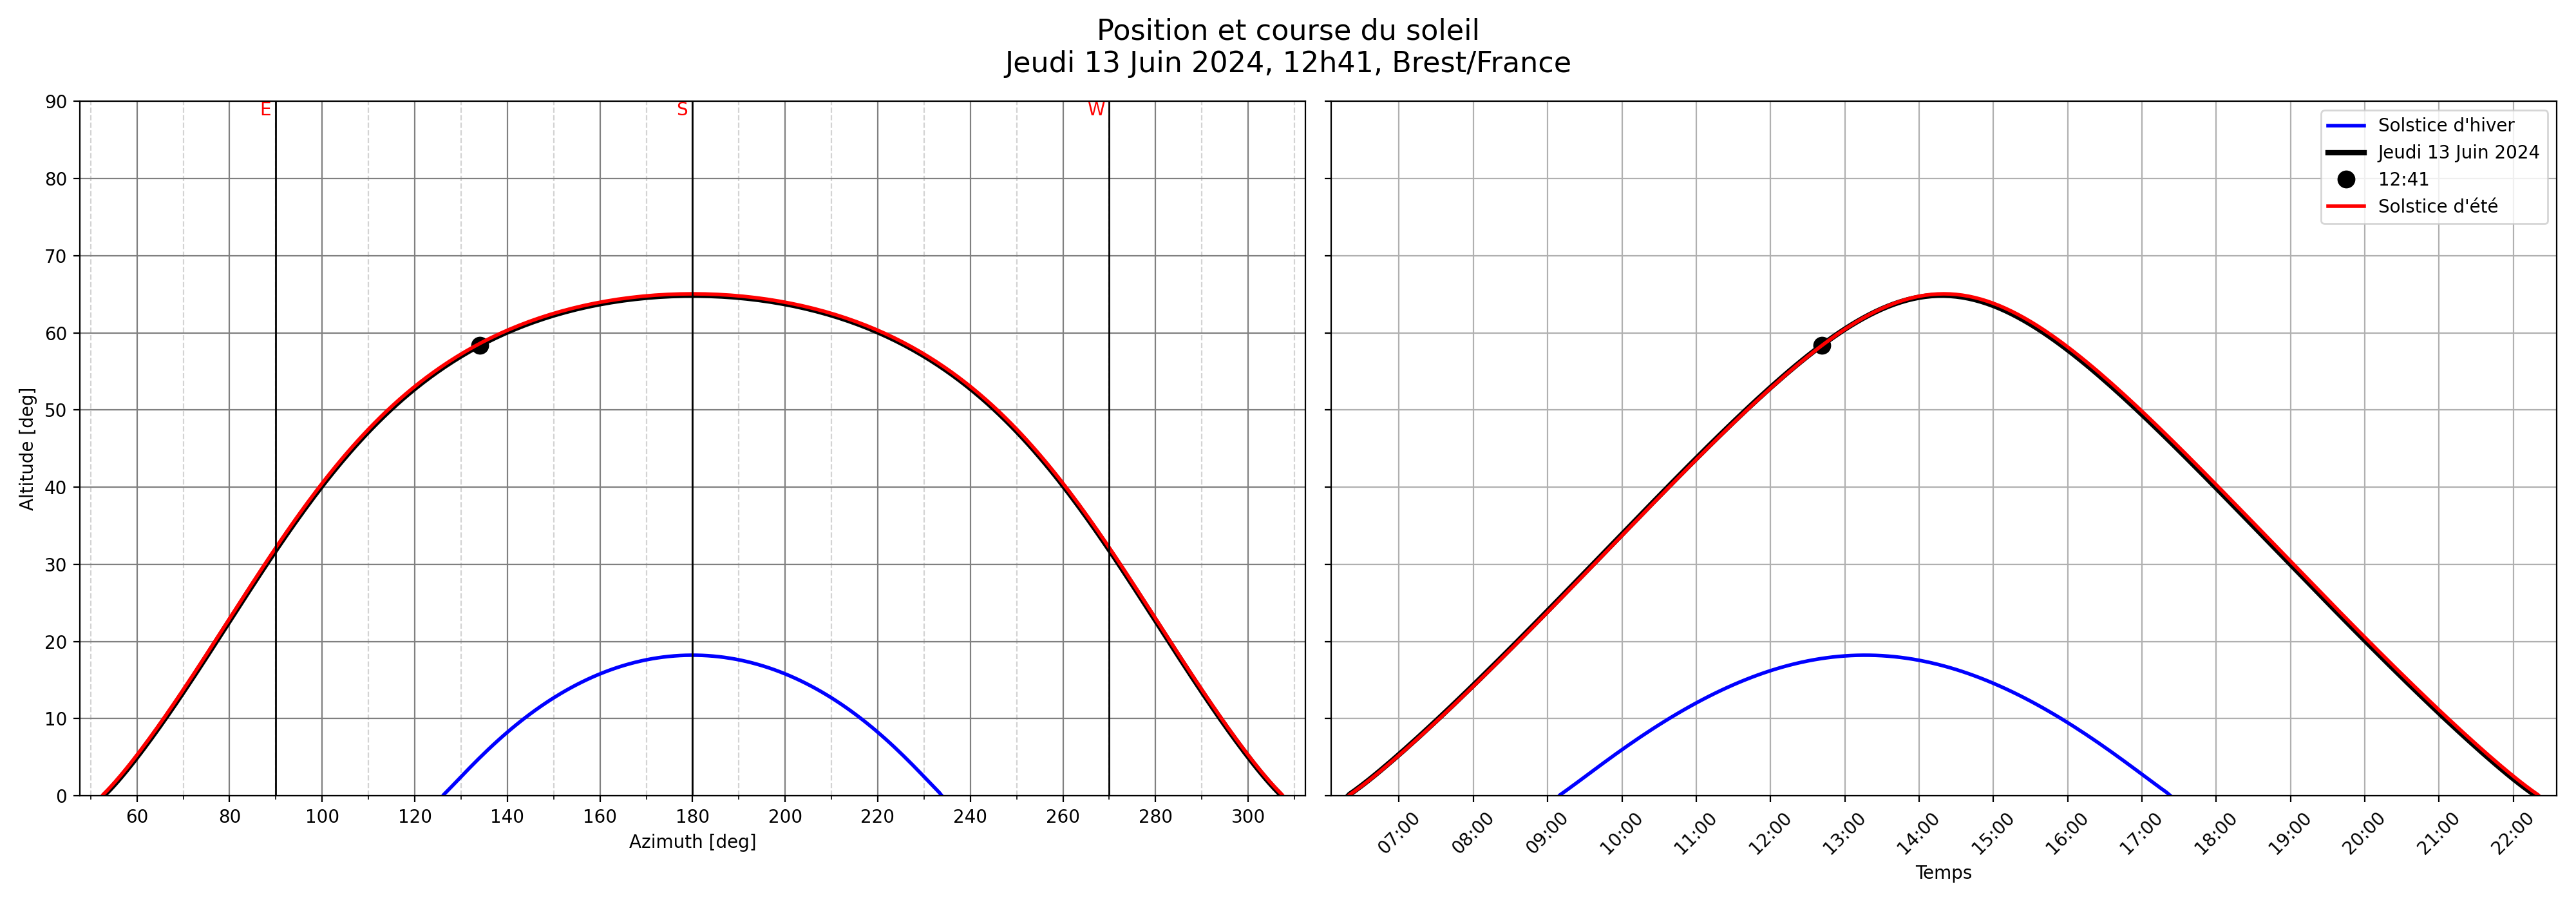 Position et course du soleil
Jeudi 13 Juin 2024, 12h41, Brest/France
E
S
W
90
80
70
60
50
40
30
20
10
0
Altitude [deg]
60 80 100 120 140 160 180 200 220 240 260 280 300
Azimuth [deg]
Solstice d'hiver
Jeudi 13 Juin 2024
12:41
Solstice d'été
07:00 08:00 09:00 10:00 11:00 12:00 13:00 14:00 15:00 16:00 17:00 18:00 19:00 20:00 21:00 22:00
Temps